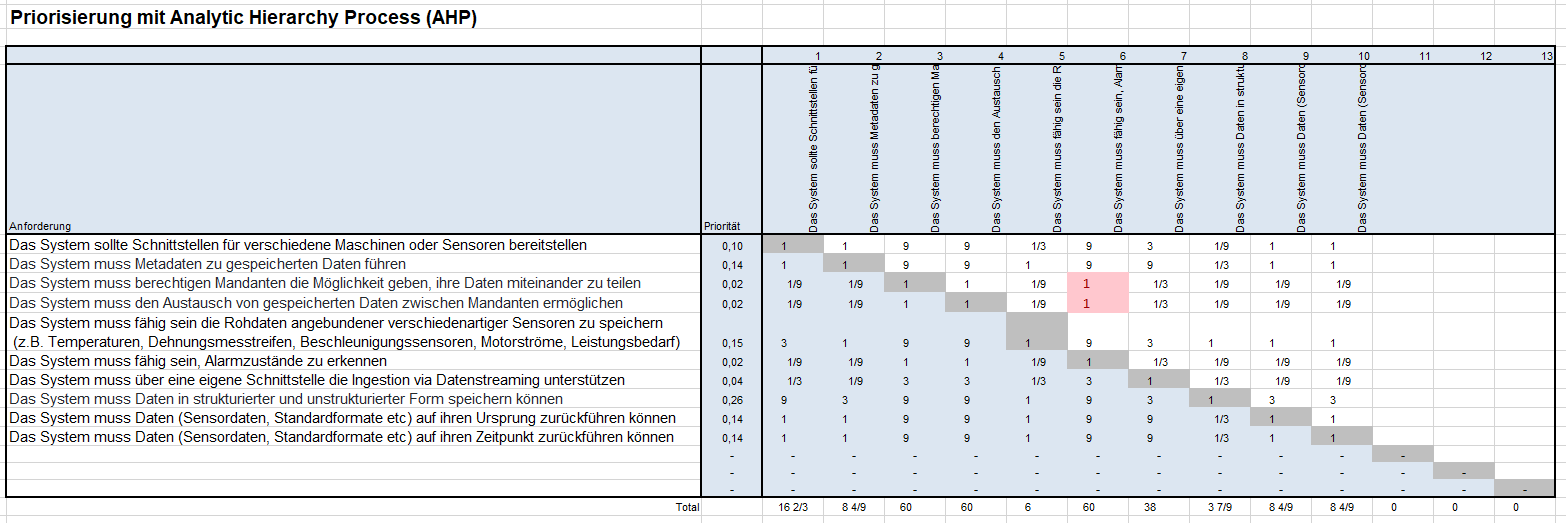 Priorisierung mit Analytic Hierarchy Process (AHP)
1 2 3 4 5 6 7 8 9 10 11 12 13
Anforderung Priorität Das System sollte Schnittstellen fü Das System muss Metadaten zu g Das System muss berechtigen Ma Das System muss den Austausch Das System muss fähig sein die R Das System muss fähig sein, Alarm Das System muss über eine eigen Das System muss Daten in struktu Das System muss Daten (Sensoro Das System muss Daten (Sensoro
Das System sollte Schnittstellen für verschiedene Maschinen oder Sensoren bereitstellen 0,10 1 1 9 9 1/3 9 3 1/9 1 1
Das System muss Metadaten zu gespeicherten Daten führen 0,14 1 1 9 9 1 9 9 1/3 1 1
Das System muss berechtigen Mandanten die Möglichkeit geben, ihre Daten miteinander zu teilen 0,02 1/9 1/9 1 1 1/9 1 1/3 1/9 1/9 1/9
Das System muss den Austausch von gespeicherten Daten zwischen Mandanten ermöglichen 0,02 1/9 1/9 1 1 1/9 1 1/3 1/9 1/9 1/9
Das System muss fähig sein die Rohdaten angebundener verschiedenartiger Sensoren zu speichern
(z.B. Temperaturen, Dehnungsmesstreifen, Beschleunigungssensoren, Motorströme, Leistungsbedarf) 0,15 3 1 9 9 1 9 3 1 1 1
Das System muss fähig sein, Alarmzustände zu erkennen 0,02 1/9 1/9 1 1 1/9 1 1/3 1/9 1/9 1/9
Das System muss über eine eigene Schnittstelle die Ingestion via Datenstreaming unterstützen 0,04 1/3 1/9 3 3 1/3 3 1 1/3 1/9 1/9
Das System muss Daten in strukturierter und unstrukturierter Form speichern können 0,26 9 3 9 9 1 9 3 1 3 3
Das System muss Daten (Sensordaten, Standardformate etc) auf ihren Ursprung zurückführen können 0,14 1 1 9 9 1 9 9 1/3 1 1
Das System muss Daten (Sensordaten, Standardformate etc) auf ihren Zeitpunkt zurückführen können 0,14 1 1 9 9 1 9 9 1/3 1 1
- - - - - - - - - - - -
- - - - - - - - - - - - -
- - - - - - - - - - - - - -
Total 16 2/3 8 4/9 60 60 6 60 38 3 7/9 8 4/9 8 4/9 0 0 0